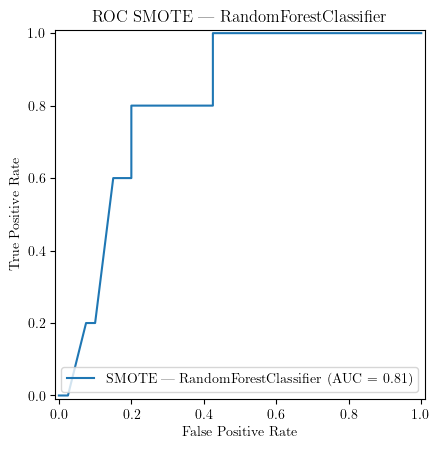 ROC SMOTE — RandomForestClassifier
True Positive Rate
1.0
0.8
0.6
0.4
0.2
0.0
SMOTE — RandomForestClassifier (AUC = 0.81)
0.0 0.2 0.4 0.6 0.8 1.0
False Positive Rate